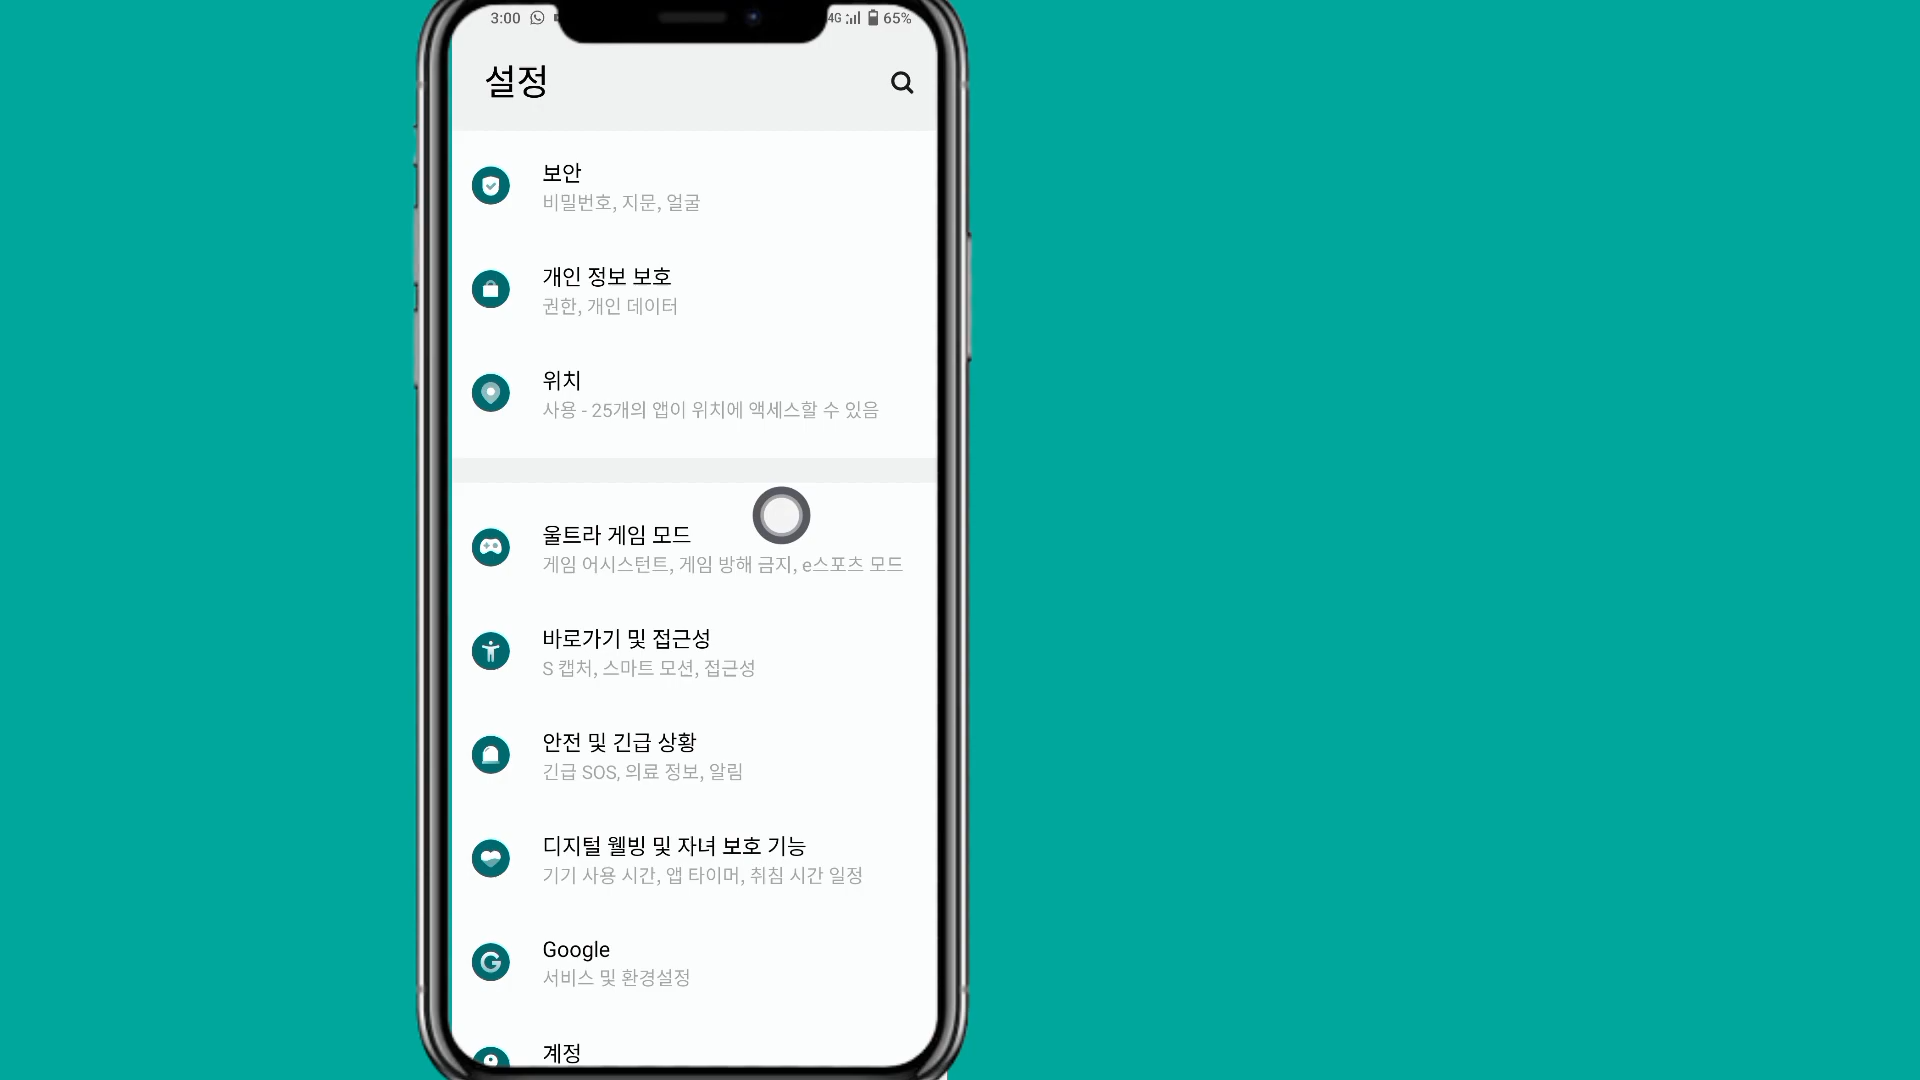 3:00
4G 65%
설정
보안
비밀번호, 지문, 얼굴
개인 정보 보호
권한, 개인 데이터
위치
사용 - 25개의 앱이 위치에 액세스할 수 있음
울트라 게임 모드
게임 어시스턴트, 게임 방해 금지, e스포츠 모드
바로가기 및 접근성
S 캡처, 스마트 모션, 접근성
안전 및 긴급 상황
긴급 SOS, 의료 정보, 알림
디지털 웰빙 및 자녀 보호 기능
기기 사용 시간, 앱 타이머, 취침 시간 일정
Google
서비스 및 환경설정
계정